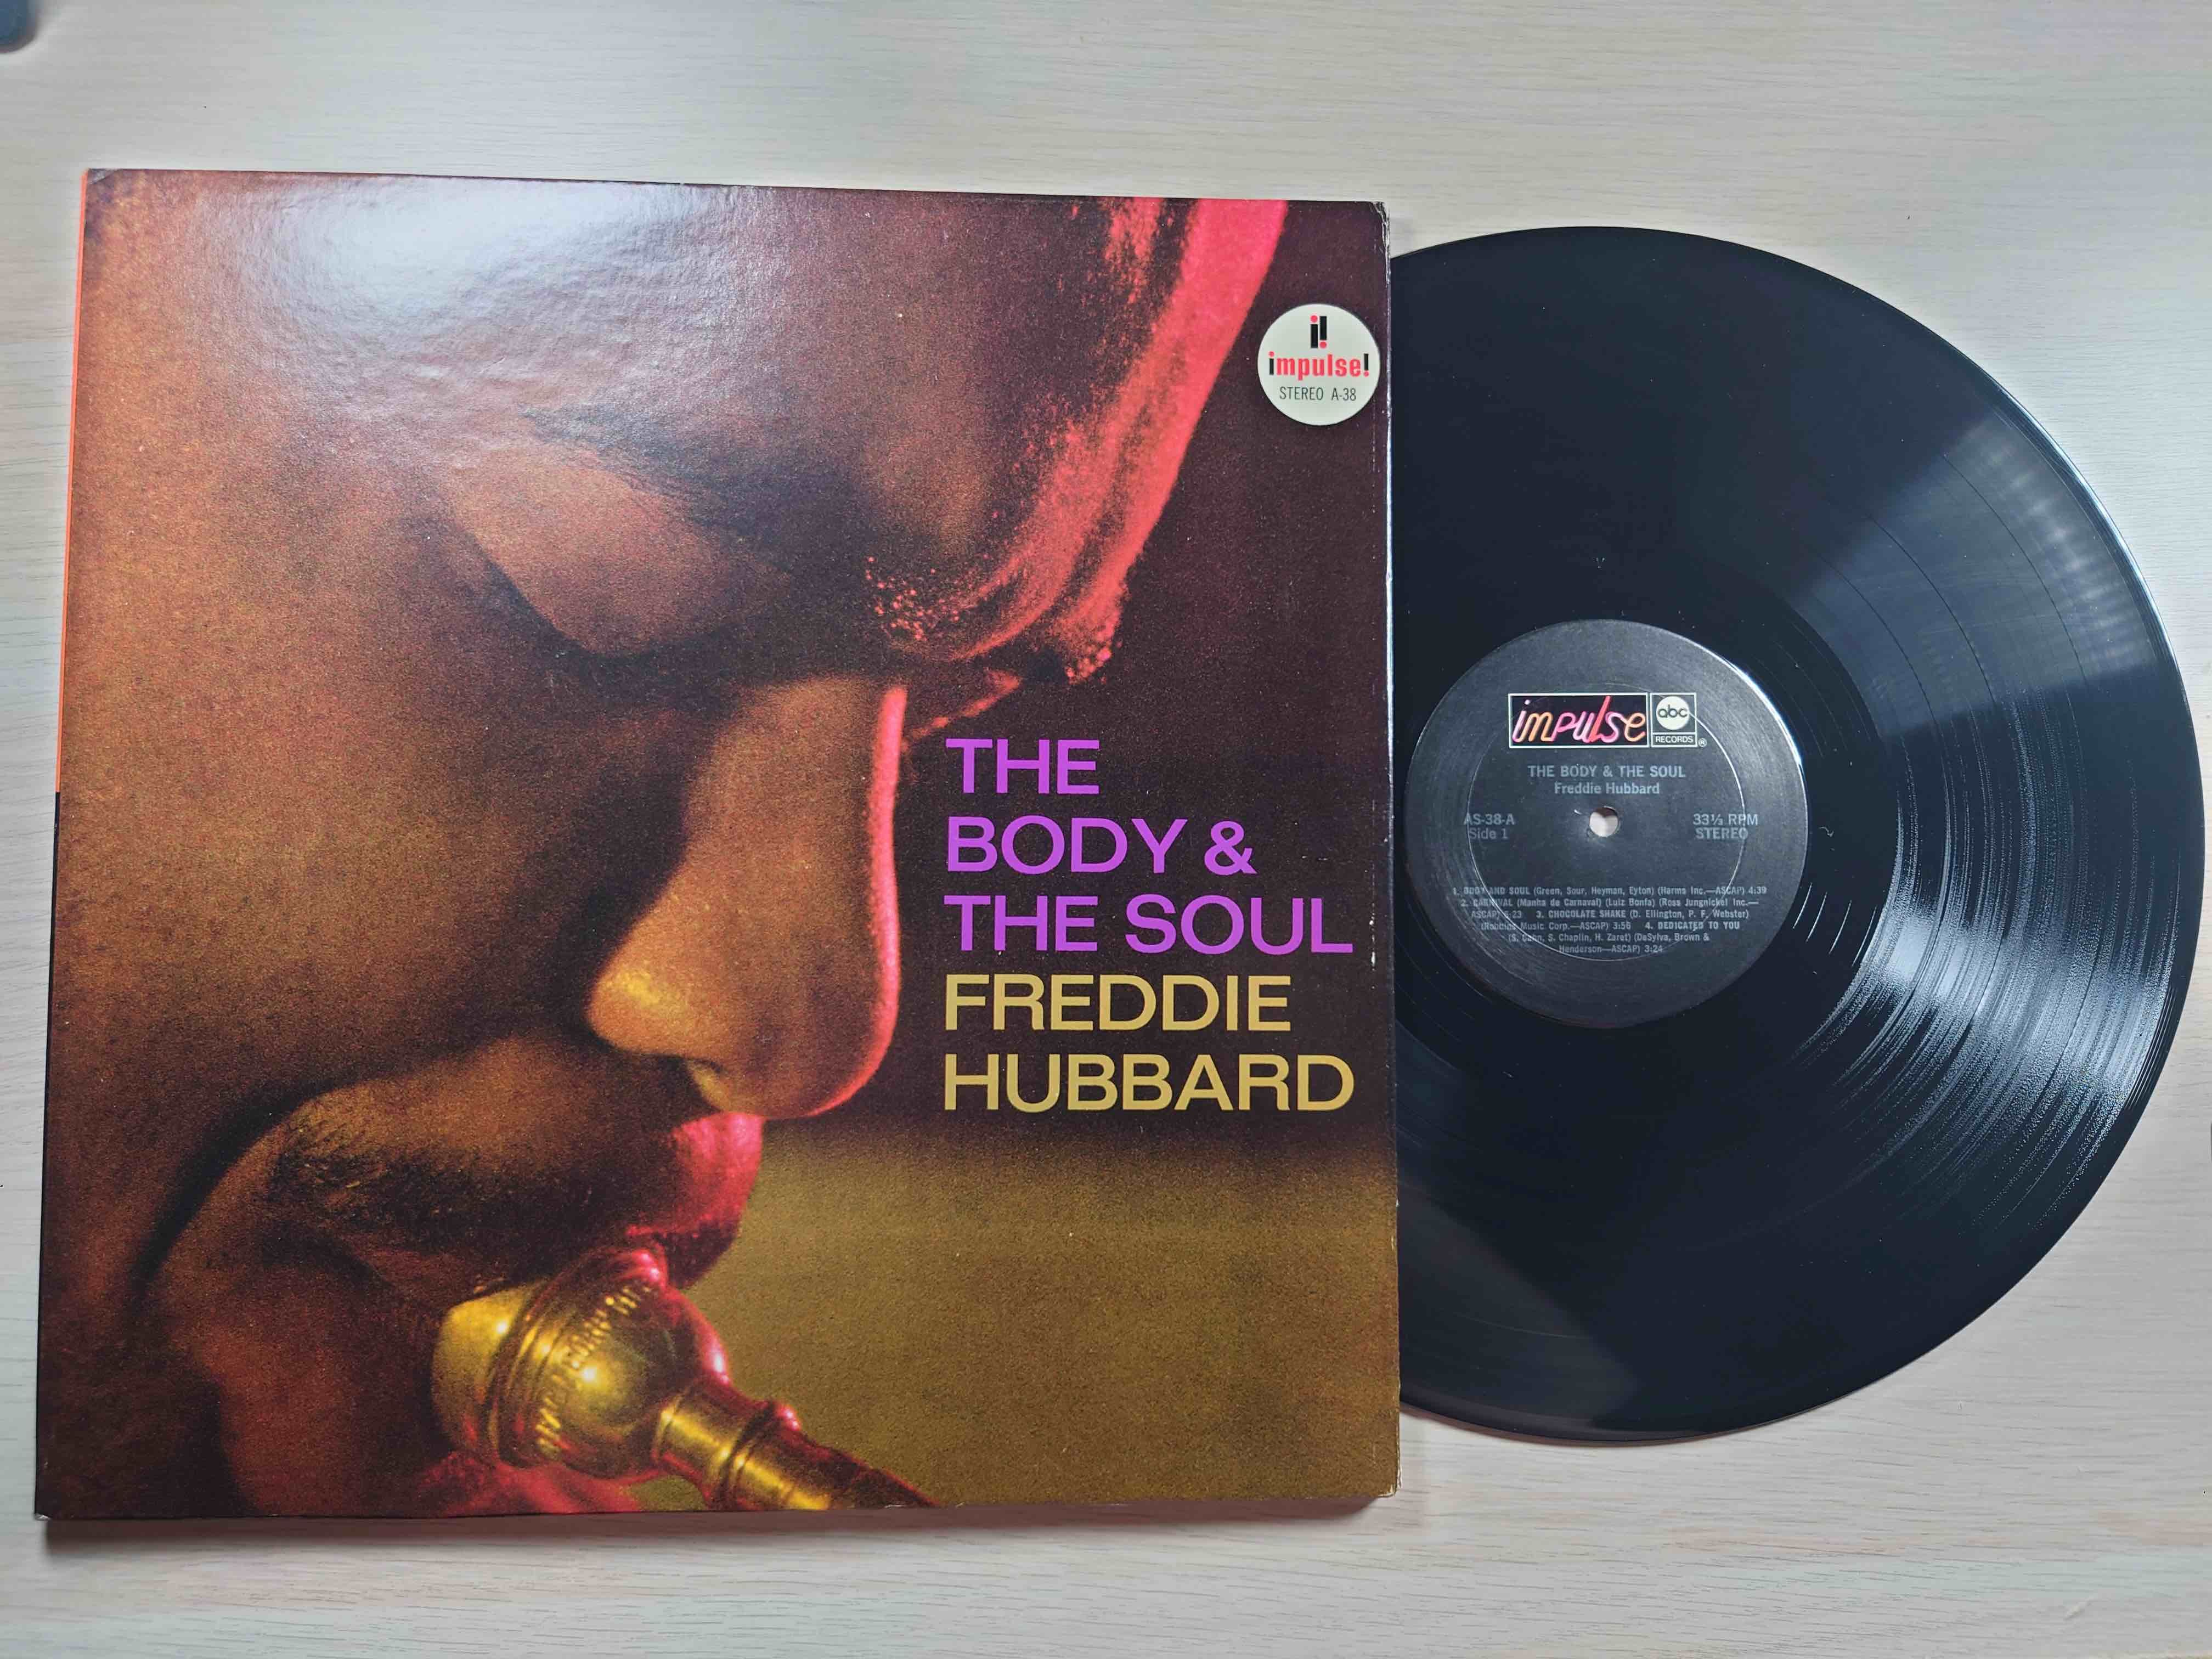 i!
impulse!
STEREO A-38
THE
BODY &
THE SOUL
FREDDIE
HUBBARD
impulse abc
RECORDS ®
THE BODY & THE SOUL
Freddie Hubbard
AS-38-A 33⅓ RPM
Side 1 STEREO
1. BODY AND SOUL (Green, Sour, Heyman, Eyton) (Harms Inc.—ASCAP) 4:39
2. CARNIVAL (Manha de Carnaval) (Luiz Bonfa) (Ross Jungnickel Inc.—
ASCAP) 5:23 3. CHOCOLATE SHAKE (D. Ellington, P. F. Webster)
(Robbins Music Corp.—ASCAP) 3:56 4. DEDICATED TO YOU
(S. Cahn, S. Chaplin, H. Zaret) (DeSylva, Brown &
Henderson—ASCAP) 3:24